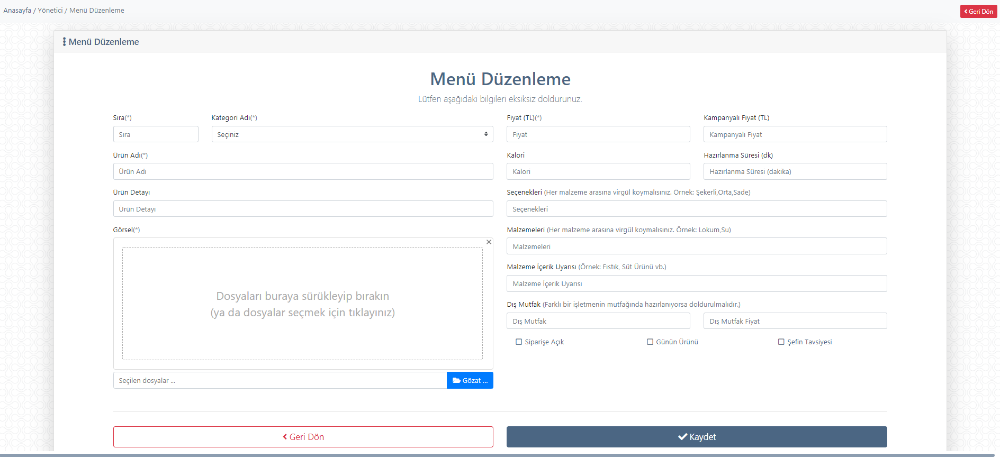 Anasayfa / Yönetici / Menü Düzenleme
Geri Dön
Menü Düzenleme
Menü Düzenleme
Lütfen aşağıdaki bilgileri eksiksiz doldurunuz.
Sıra(*)
Sıra
Kategori Adı(*)
Seçiniz
Ürün Adı(*)
Ürün Adı
Ürün Detayı
Ürün Detayı
Görsel(*)
×
Dosyaları buraya sürükleyip bırakın
(ya da dosyalar seçmek için tıklayınız)
Seçilen dosyalar ...
Gözat ...
Fiyat (TL)(*)
Fiyat
Kampanyalı Fiyat (TL)
Kampanyalı Fiyat
Kalori
Kalori
Hazırlanma Süresi (dk)
Hazırlanma Süresi (dakika)
Seçenekleri (Her malzeme arasına virgül koymalısınız. Örnek: Şekerli,Orta,Sade)
Seçenekleri
Malzemeleri (Her malzeme arasına virgül koymalısınız. Örnek: Lokum,Su)
Malzemeleri
Malzeme İçerik Uyarısı (Örnek: Fıstık, Süt Ürünü vb.)
Malzeme İçerik Uyarısı
Dış Mutfak (Farklı bir işletmenin mutfağında hazırlanıyorsa doldurulmalıdır.)
Dış Mutfak
Dış Mutfak Fiyat
Siparişe Açık
Günün Ürünü
Şefin Tavsiyesi
Geri Dön
Kaydet